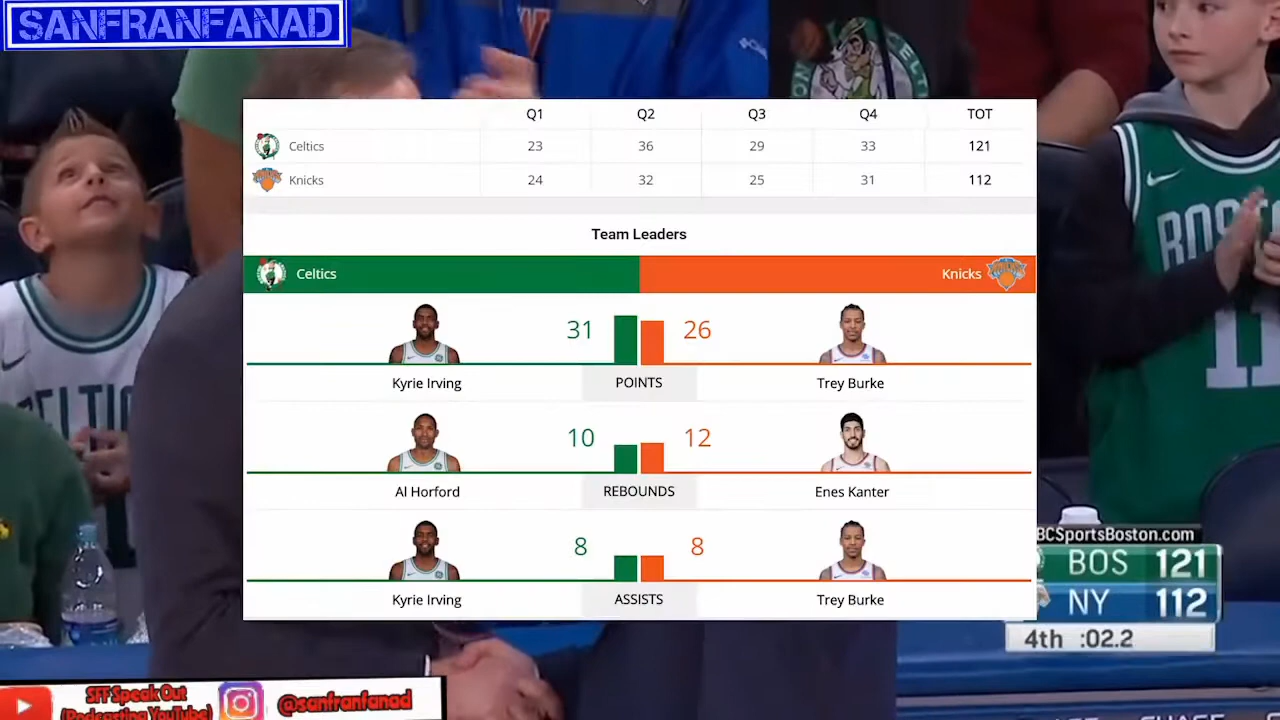 SANFRANFANAD
Q1 Q2 Q3 Q4 TOT
Celtics 23 36 29 33 121
Knicks 24 32 25 31 112
Team Leaders
Celtics Knicks
31 26
Kyrie Irving POINTS Trey Burke
10 12
Al Horford REBOUNDS Enes Kanter
8 8
Kyrie Irving ASSISTS Trey Burke
BCSportsBoston.com
BOS 121
NY 112
4th :02.2
SFF Speak Out
(Podcasting YouTube)
@sanfranfanad